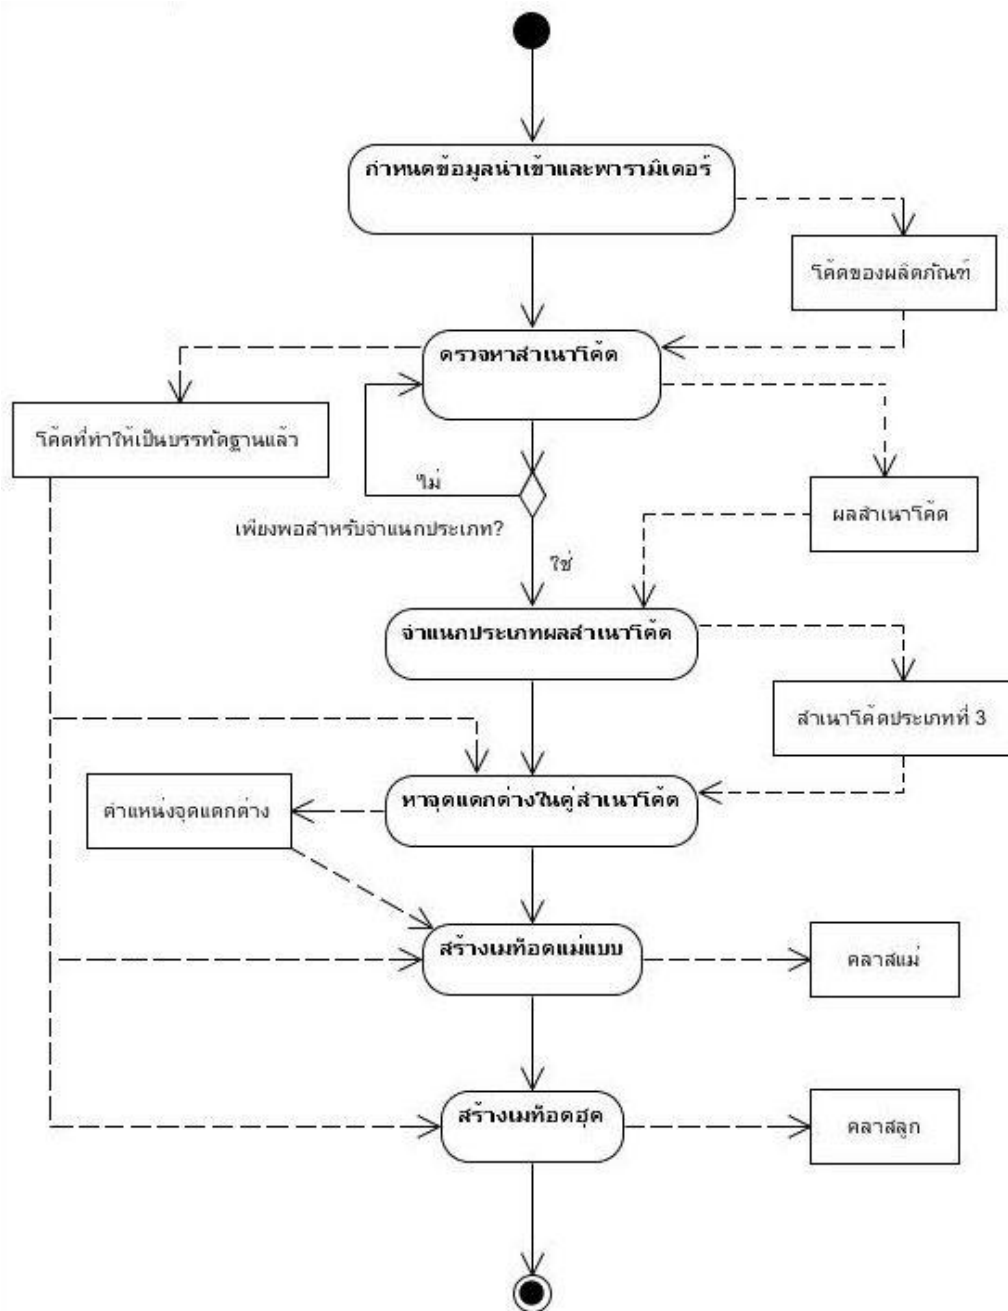 กำหนดข้อมูลนำเข้าและพารามิเตอร์
โค้ดของผลิตภัณฑ์
ตรวจหาสำเนาโค้ด
โค้ดที่ทำให้เป็นบรรทัดฐานแล้ว
ไม่
ผลสำเนาโค้ด
เพียงพอสำหรับจำแนกประเภท?
ใช่
จำแนกประเภทผลสำเนาโค้ด
สำเนาโค้ดประเภทที่ 3
หาจุดแตกต่างในคู่สำเนาโค้ด
ตำแหน่งจุดแตกต่าง
สร้างเมท็อดแม่แบบ
คลาสแม่
สร้างเมท็อดฮุค
คลาสลูก